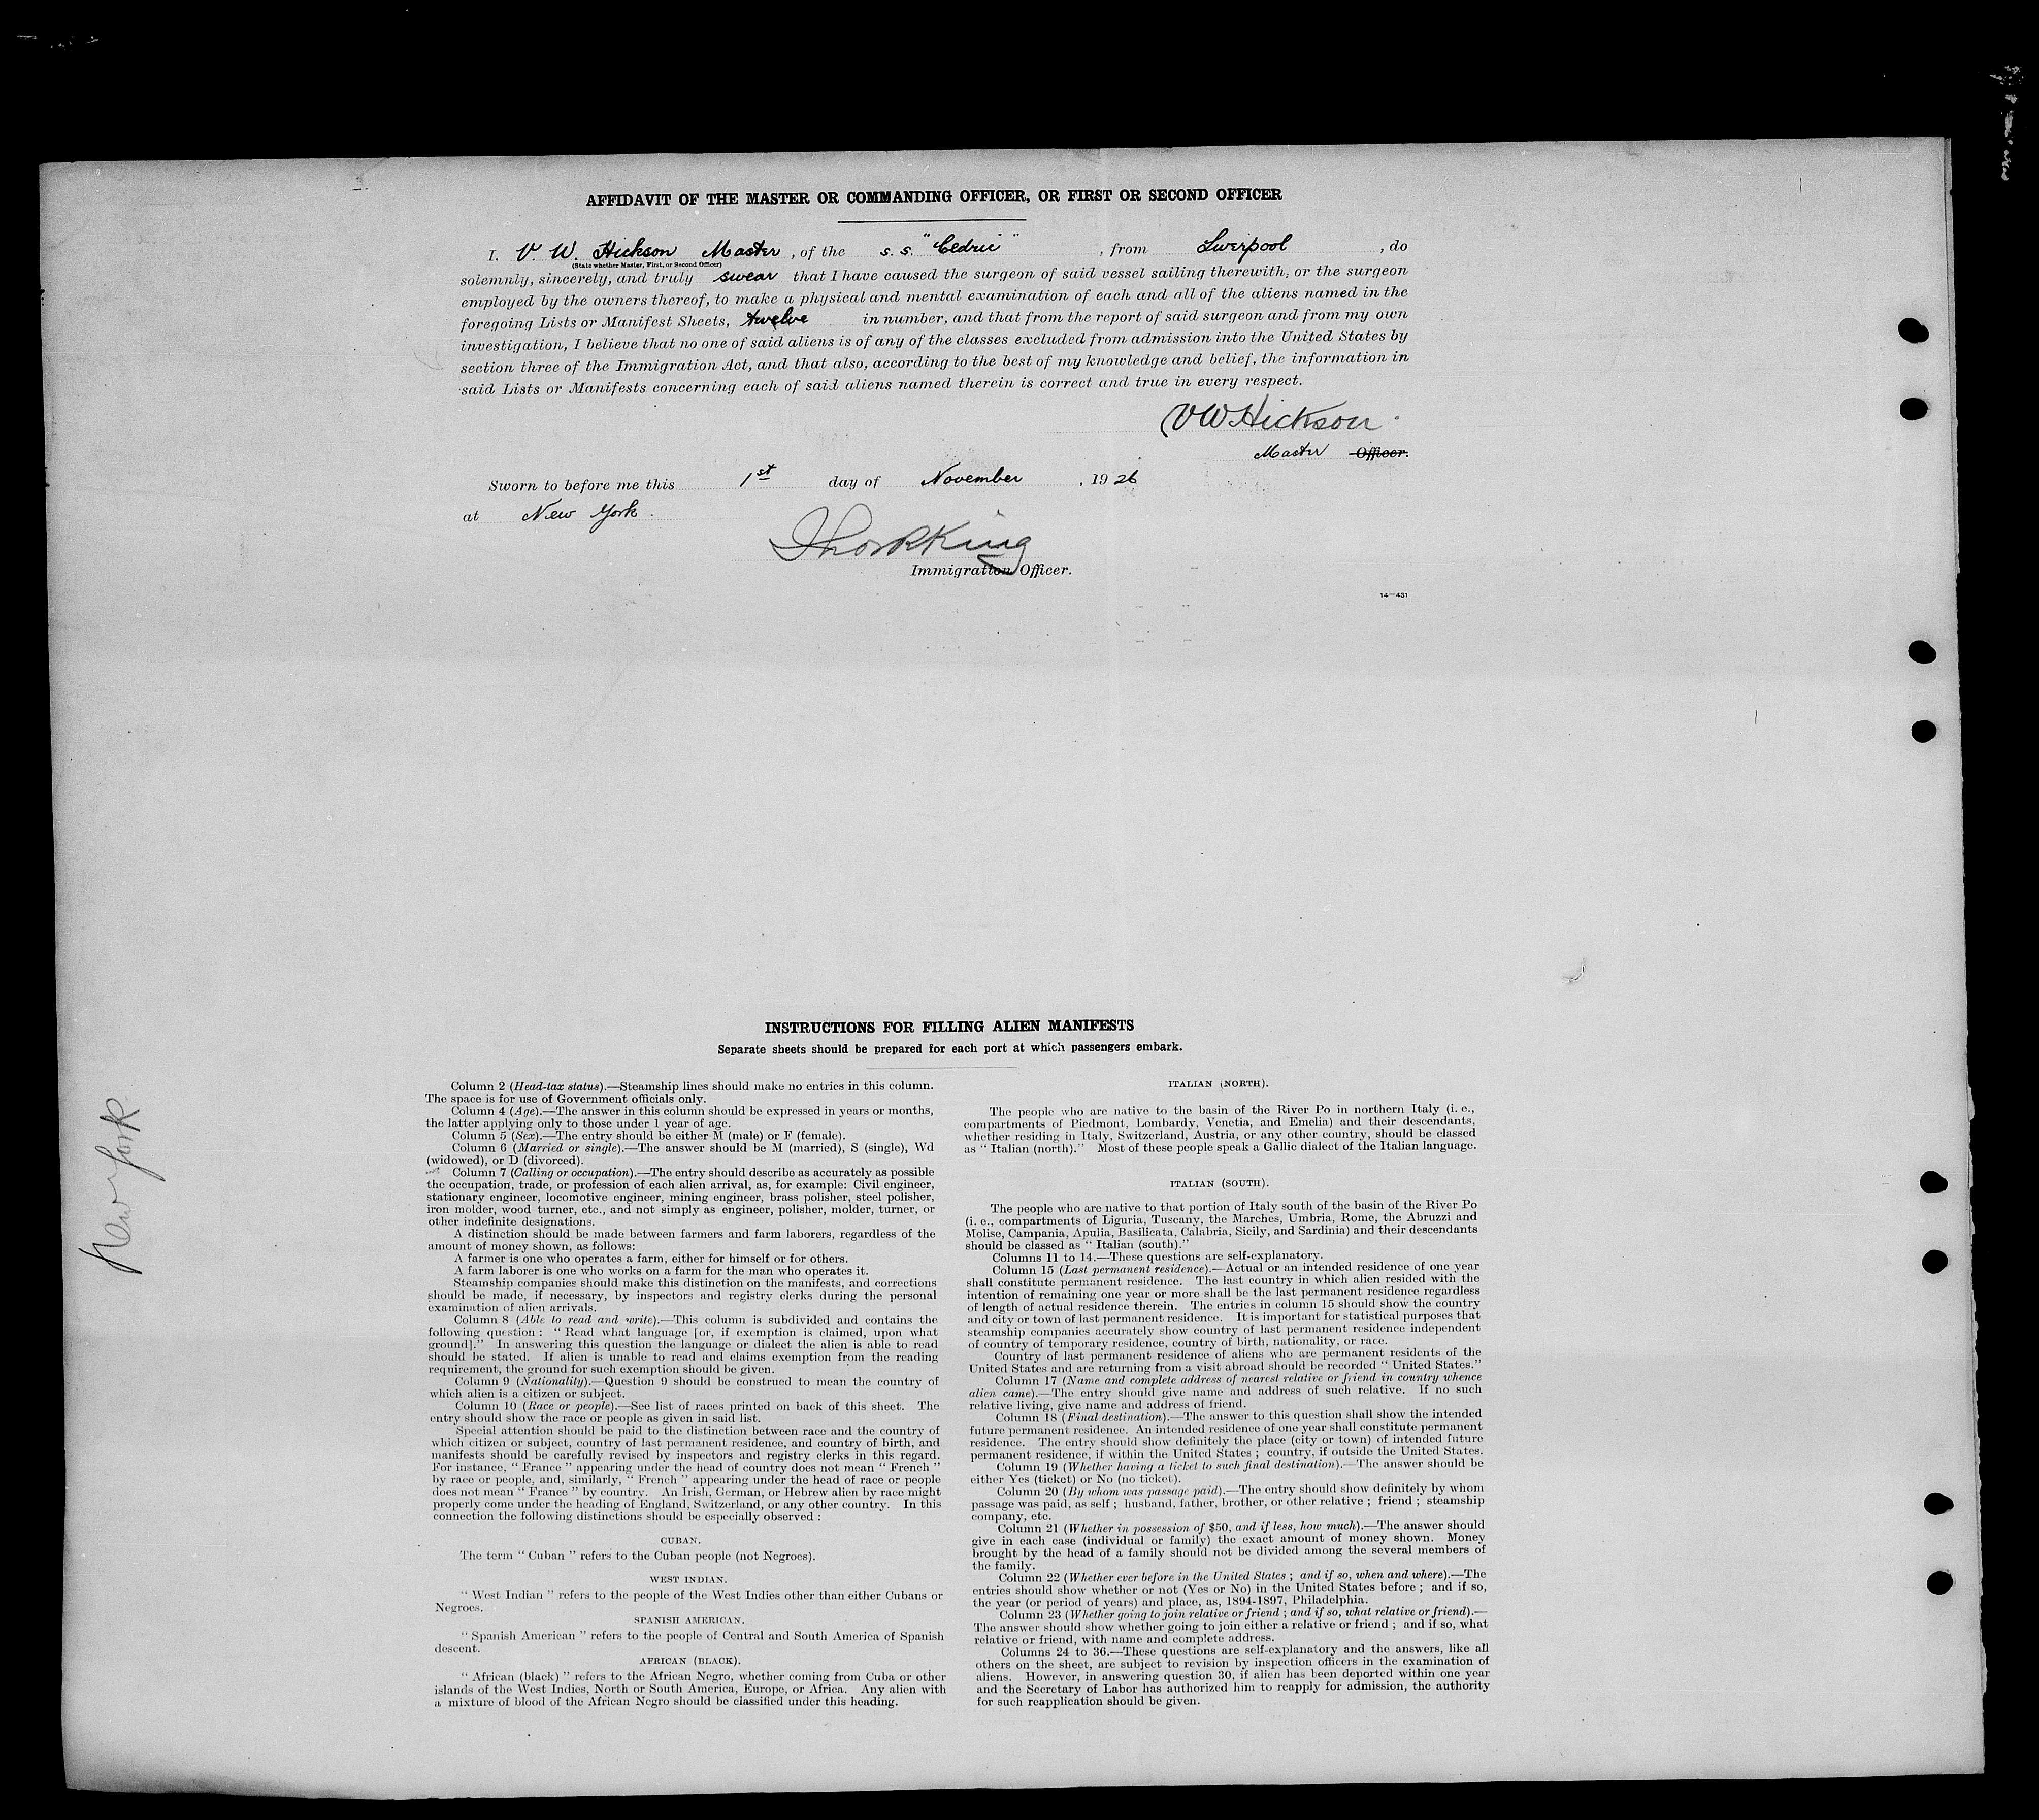 AFFIDAVIT OF THE MASTER OR COMMANDING OFFICER, OR FIRST OR SECOND OFFICER
I, V. W. Hickson Master, of the s. s. "Cedric", from Liverpool, do
(State whether Master, First, or Second Officer)
solemnly, sincerely, and truly swear that I have caused the surgeon of said vessel sailing therewith, or the surgeon
employed by the owners thereof, to make a physical and mental examination of each and all of the aliens named in the
foregoing Lists or Manifest Sheets, twelve in number, and that from the report of said surgeon and from my own
investigation, I believe that no one of said aliens is of any of the classes excluded from admission into the United States by
section three of the Immigration Act, and that also, according to the best of my knowledge and belief, the information in
said Lists or Manifests concerning each of said aliens named therein is correct and true in every respect.
VW Hickson
Master Officer.
Sworn to before me this 1st day of November, 1926
at New York.
King
Immigration Officer.
14—431
INSTRUCTIONS FOR FILLING ALIEN MANIFESTS
Separate sheets should be prepared for each port at which passengers embark.
Column 2 (Head-tax status).—Steamship lines should make no entries in this column.
The space is for use of Government officials only.
Column 4 (Age).—The answer in this column should be expressed in years or months,
the latter applying only to those under 1 year of age.
Column 5 (Sex).—The entry should be either M (male) or F (female).
Column 6 (Married or single).—The answer should be M (married), S (single), Wd
(widowed), or D (divorced).
Column 7 (Calling or occupation).—The entry should describe as accurately as possible
the occupation, trade, or profession of each alien arrival, as, for example: Civil engineer,
stationary engineer, locomotive engineer, mining engineer, brass polisher, steel polisher,
iron molder, wood turner, etc., and not simply as engineer, polisher, molder, turner, or
other indefinite designations.
A distinction should be made between farmers and farm laborers, regardless of the
amount of money shown, as follows:
A farmer is one who operates a farm, either for himself or for others.
A farm laborer is one who works on a farm for the man who operates it.
Steamship companies should make this distinction on the manifests, and corrections
should be made, if necessary, by inspectors and registry clerks during the personal
examination of alien arrivals.
Column 8 (Able to read and write).—This column is subdivided and contains the
following question : “ Read what language [or, if exemption is claimed, upon what
ground].” In answering this question the language or dialect the alien is able to read
should be stated. If alien is unable to read and claims exemption from the reading
requirement, the ground for such exemption should be given.
Column 9 (Nationality).—Question 9 should be construed to mean the country of
which alien is a citizen or subject.
Column 10 (Race or people).—See list of races printed on back of this sheet. The
entry should show the race or people as given in said list.
Special attention should be paid to the distinction between race and the country of
which citizen or subject, country of last permanent residence, and country of birth, and
manifests should be carefully revised by inspectors and registry clerks in this regard.
For instance, “ France ” appearing under the head of country does not mean “ French ”
by race or people, and, similarly, “ French ” appearing under the head of race or people
does not mean “ France ” by country. An Irish, German, or Hebrew alien by race might
properly come under the heading of England, Switzerland, or any other country. In this
connection the following distinctions should be especially observed :
CUBAN.
The term “ Cuban ” refers to the Cuban people (not Negroes).
WEST INDIAN.
“ West Indian ” refers to the people of the West Indies other than either Cubans or
Negroes.
SPANISH AMERICAN.
“ Spanish American ” refers to the people of Central and South America of Spanish
descent.
AFRICAN (BLACK).
“ African (black) ” refers to the African Negro, whether coming from Cuba or other
islands of the West Indies, North or South America, Europe, or Africa. Any alien with
a mixture of blood of the African Negro should be classified under this heading.
ITALIAN (NORTH).
The people who are native to the basin of the River Po in northern Italy (i. e.,
compartments of Piedmont, Lombardy, Venetia, and Emelia) and their descendants,
whether residing in Italy, Switzerland, Austria, or any other country, should be classed
as “ Italian (north).” Most of these people speak a Gallic dialect of the Italian language.
ITALIAN (SOUTH).
The people who are native to that portion of Italy south of the basin of the River Po
(i. e., compartments of Liguria, Tuscany, the Marches, Umbria, Rome, the Abruzzi and
Molise, Campania, Apulia, Basilicata, Calabria, Sicily, and Sardinia) and their descendants
should be classed as “ Italian (south).”
Columns 11 to 14.—These questions are self-explanatory.
Column 15 (Last permanent residence).—Actual or an intended residence of one year
shall constitute permanent residence. The last country in which alien resided with the
intention of remaining one year or more shall be the last permanent residence regardless
of length of actual residence therein. The entries in column 15 should show the country
and city or town of last permanent residence. It is important for statistical purposes that
steamship companies accurately show country of last permanent residence independent
of country of temporary residence, country of birth, nationality, or race.
Country of last permanent residence of aliens who are permanent residents of the
United States and are returning from a visit abroad should be recorded “ United States.”
Column 17 (Name and complete address of nearest relative or friend in country whence
alien came).—The entry should give name and address of such relative. If no such
relative living, give name and address of friend.
Column 18 (Final destination).—The answer to this question shall show the intended
future permanent residence. An intended residence of one year shall constitute permanent
residence. The entry should show definitely the place (city or town) of intended future
permanent residence, if within the United States ; country, if outside the United States.
Column 19 (Whether having a ticket to such final destination).—The answer should be
either Yes (ticket) or No (no ticket).
Column 20 (By whom was passage paid).—The entry should show definitely by whom
passage was paid, as self ; husband, father, brother, or other relative ; friend ; steamship
company, etc.
Column 21 (Whether in possession of $50, and if less, how much).—The answer should
give in each case (individual or family) the exact amount of money shown. Money
brought by the head of a family should not be divided among the several members of
the family.
Column 22 (Whether ever before in the United States ; and if so, when and where).—The
entries should show whether or not (Yes or No) in the United States before ; and if so,
the year (or period of years) and place, as, 1894-1897, Philadelphia.
Column 23 (Whether going to join relative or friend ; and if so, what relative or friend).—
The answer should show whether going to join either a relative or friend ; and if so, what
relative or friend, with name and complete address.
Columns 24 to 36.—These questions are self-explanatory and the answers, like all
others on the sheet, are subject to revision by inspection officers in the examination of
aliens. However, in answering question 30, if alien has been deported within one year
and the Secretary of Labor has authorized him to reapply for admission, the authority
for such reapplication should be given.
New York